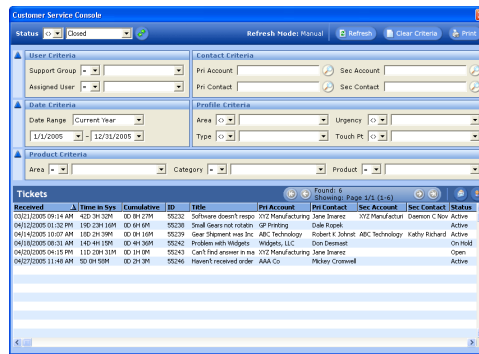 Customer Service Console
Status <> Closed Refresh Mode: Manual Refresh Clear Criteria Print
User Criteria Contact Criteria
Support Group = Pri Account Sec Account
Assigned User = Pri Contact Sec Contact
Date Criteria Profile Criteria
Date Range Current Year Area <> Urgency <>
1/1/2005 - 12/31/2005 Type <> Touch Pt <>
Product Criteria
Area = Category = Product =
Tickets Found: 6
Showing: Page 1/1 (1-6)
Received Time in Sys Cumulative ID Title Pri Account Pri Contact Sec Account Sec Contact Status
03/21/2005 09:14 AM 42D 3H 32M 0D 8H 27M 55232 Software doesn't respo XYZ Manufacturing Jane Imarez XYZ Manufacturi Daemon C Nov Active
04/12/2005 01:32 PM 19D 23H 16M 0D 6H 6M 55238 Small Gears not rotatin GP Printing Dale Ropek Active
04/14/2005 10:07 AM 18D 2H 39M 0D 8H 16M 55239 Gear Shipment was Inc ABC Technology Robert K Johnst ABC Technology Kathy Richard Active
04/18/2005 08:31 AM 14D 4H 15M 0D 4H 36M 55242 Problem with Widgets Widgets, LLC Don Desmast On Hold
04/20/2005 04:15 PM 11D 20H 31M 0D 1H 0M 55243 Can't find answer in ma XYZ Manufacturing Jane Imarez Open
04/27/2005 11:48 AM 5D 0H 58M 0D 2H 3M 55246 Haven't received order AAA Co Mickey Cromwell Active